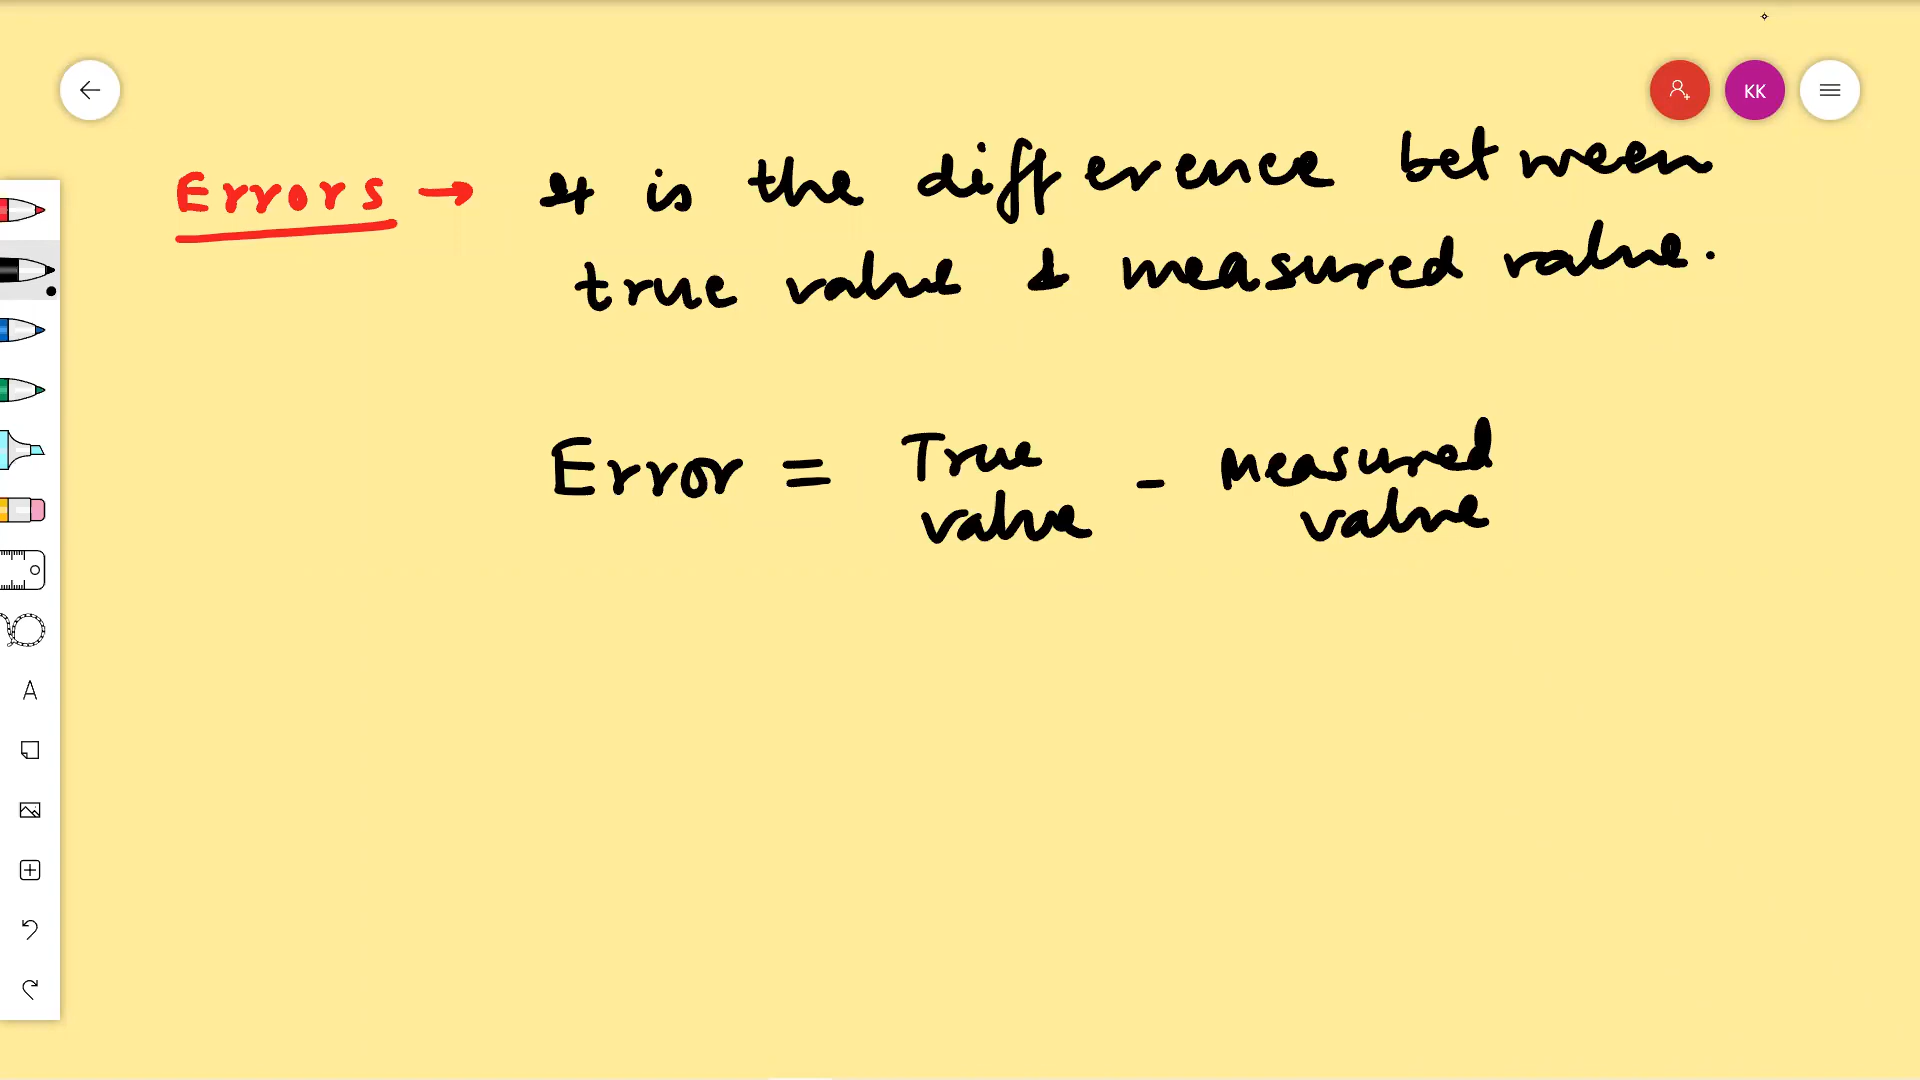 KK
Errors → It is the difference between
true value & measured value.
Error = True value - Measured value
A